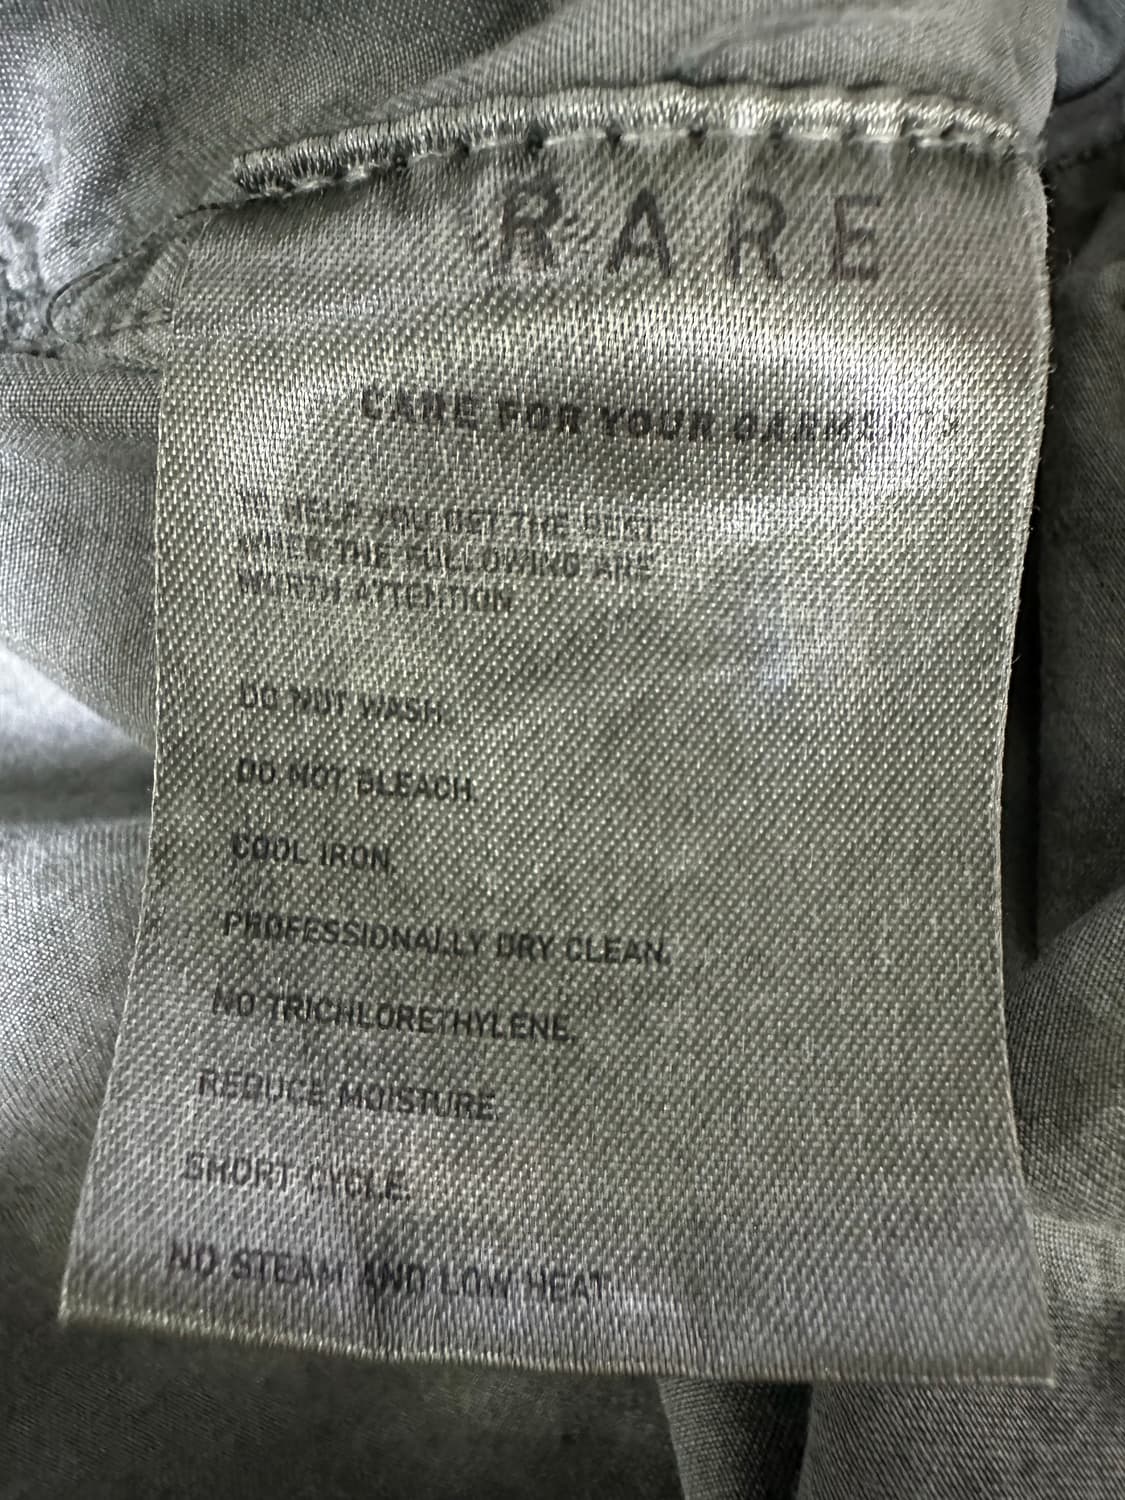 RARE
CARE FOR YOUR GARMENTS
TO HELP YOU GET THE BEST
WHEN THE FOLLOWING ARE
WORTH ATTENTION
DO NOT WASH.
DO NOT BLEACH.
COOL IRON.
PROFESSIONALLY DRY CLEAN.
NO TRICHLORETHYLENE.
REDUCE MOISTURE.
SHORT CYCLE.
NO STEAM AND LOW HEAT.